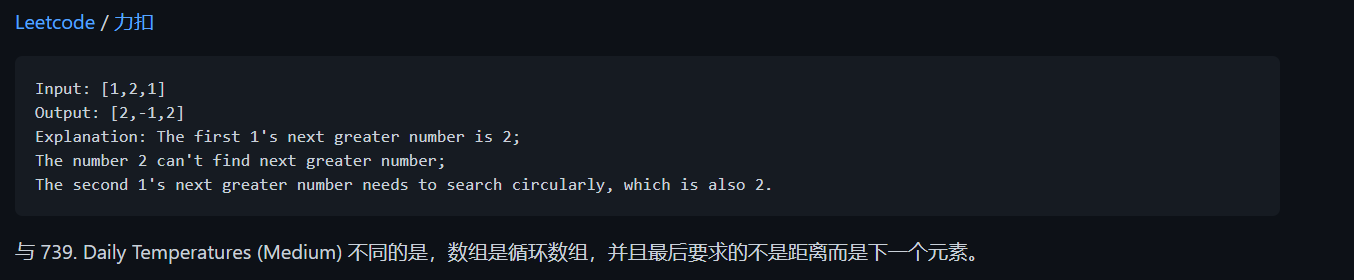 Leetcode / 力扣
Input: [1,2,1]
Output: [2,-1,2]
Explanation: The first 1's next greater number is 2;
The number 2 can't find next greater number;
The second 1's next greater number needs to search circularly, which is also 2.
与 739. Daily Temperatures (Medium) 不同的是，数组是循环数组，并且最后要求的不是距离而是下一个元素。